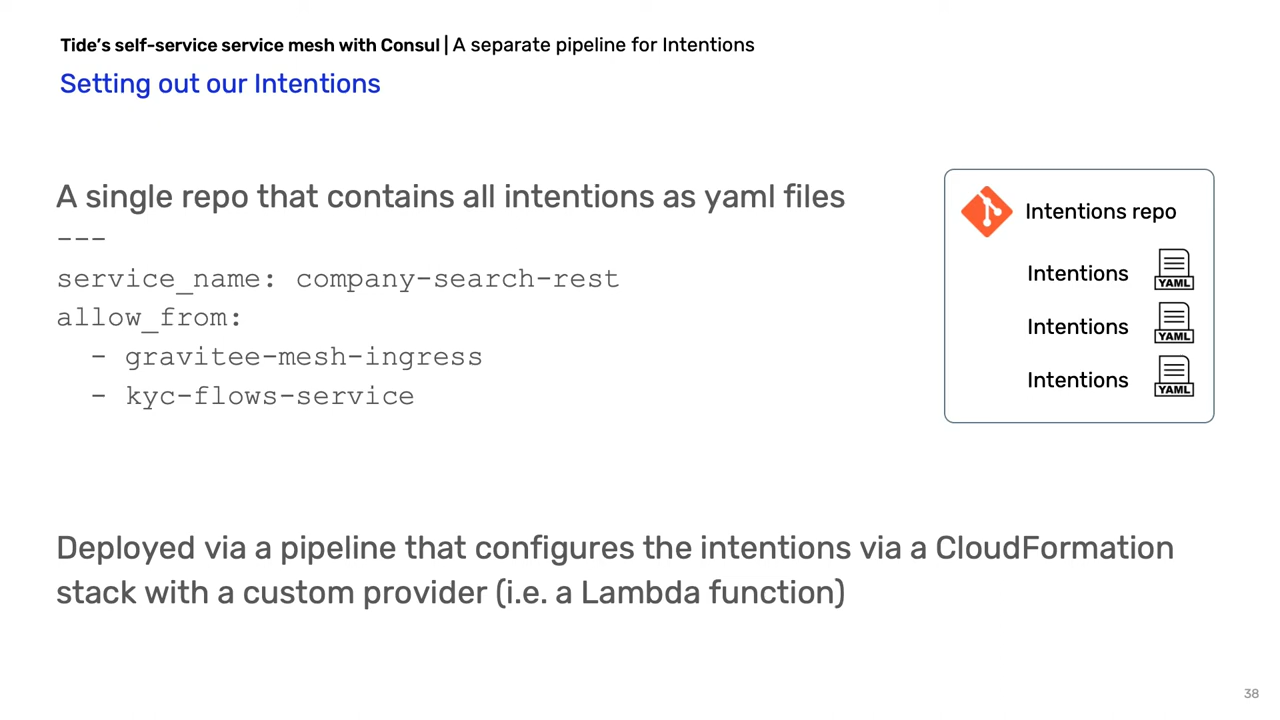 Tide's self-service service mesh with Consul | A separate pipeline for Intentions
Setting out our Intentions
A single repo that contains all intentions as yaml files
---
service_name: company-search-rest
allow_from:
  - gravitee-mesh-ingress
  - kyc-flows-service
Intentions repo
Intentions YAML
Intentions YAML
Intentions YAML
Deployed via a pipeline that configures the intentions via a CloudFormation
stack with a custom provider (i.e. a Lambda function)
38